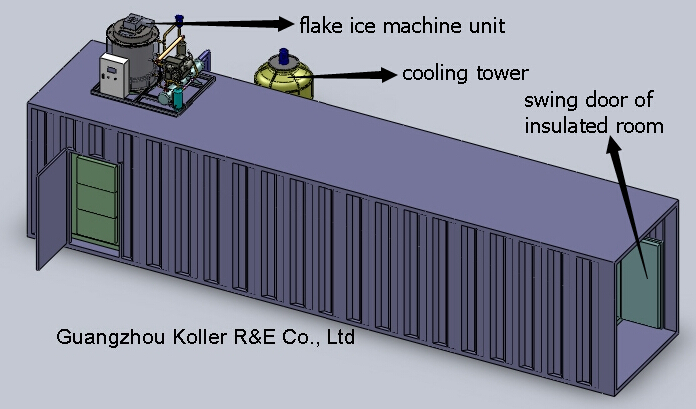 flake ice machine unit
cooling tower
swing door of
insulated room
Guangzhou Koller R&E Co., Ltd